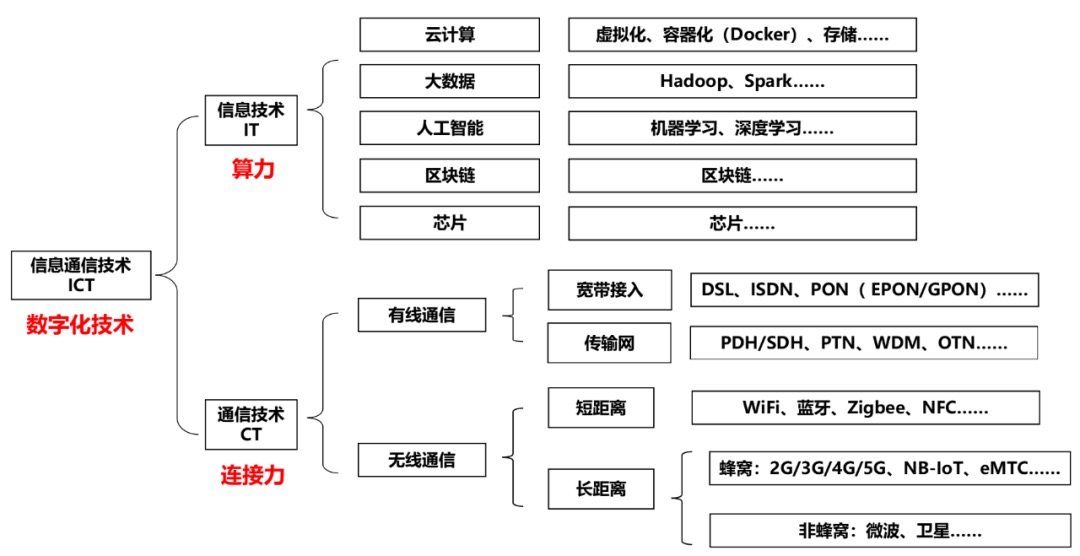 云计算
虚拟化、容器化（Docker）、存储......
大数据
Hadoop、Spark......
信息技术
IT
算力
人工智能
机器学习、深度学习......
区块链
区块链......
芯片
芯片......
信息通信技术
ICT
数字化技术
有线通信
宽带接入
DSL、ISDN、PON（ EPON/GPON）......
传输网
PDH/SDH、PTN、WDM、OTN......
通信技术
CT
连接力
无线通信
短距离
WiFi、蓝牙、Zigbee、NFC......
长距离
蜂窝：2G/3G/4G/5G、NB-IoT、eMTC......
非蜂窝：微波、卫星......